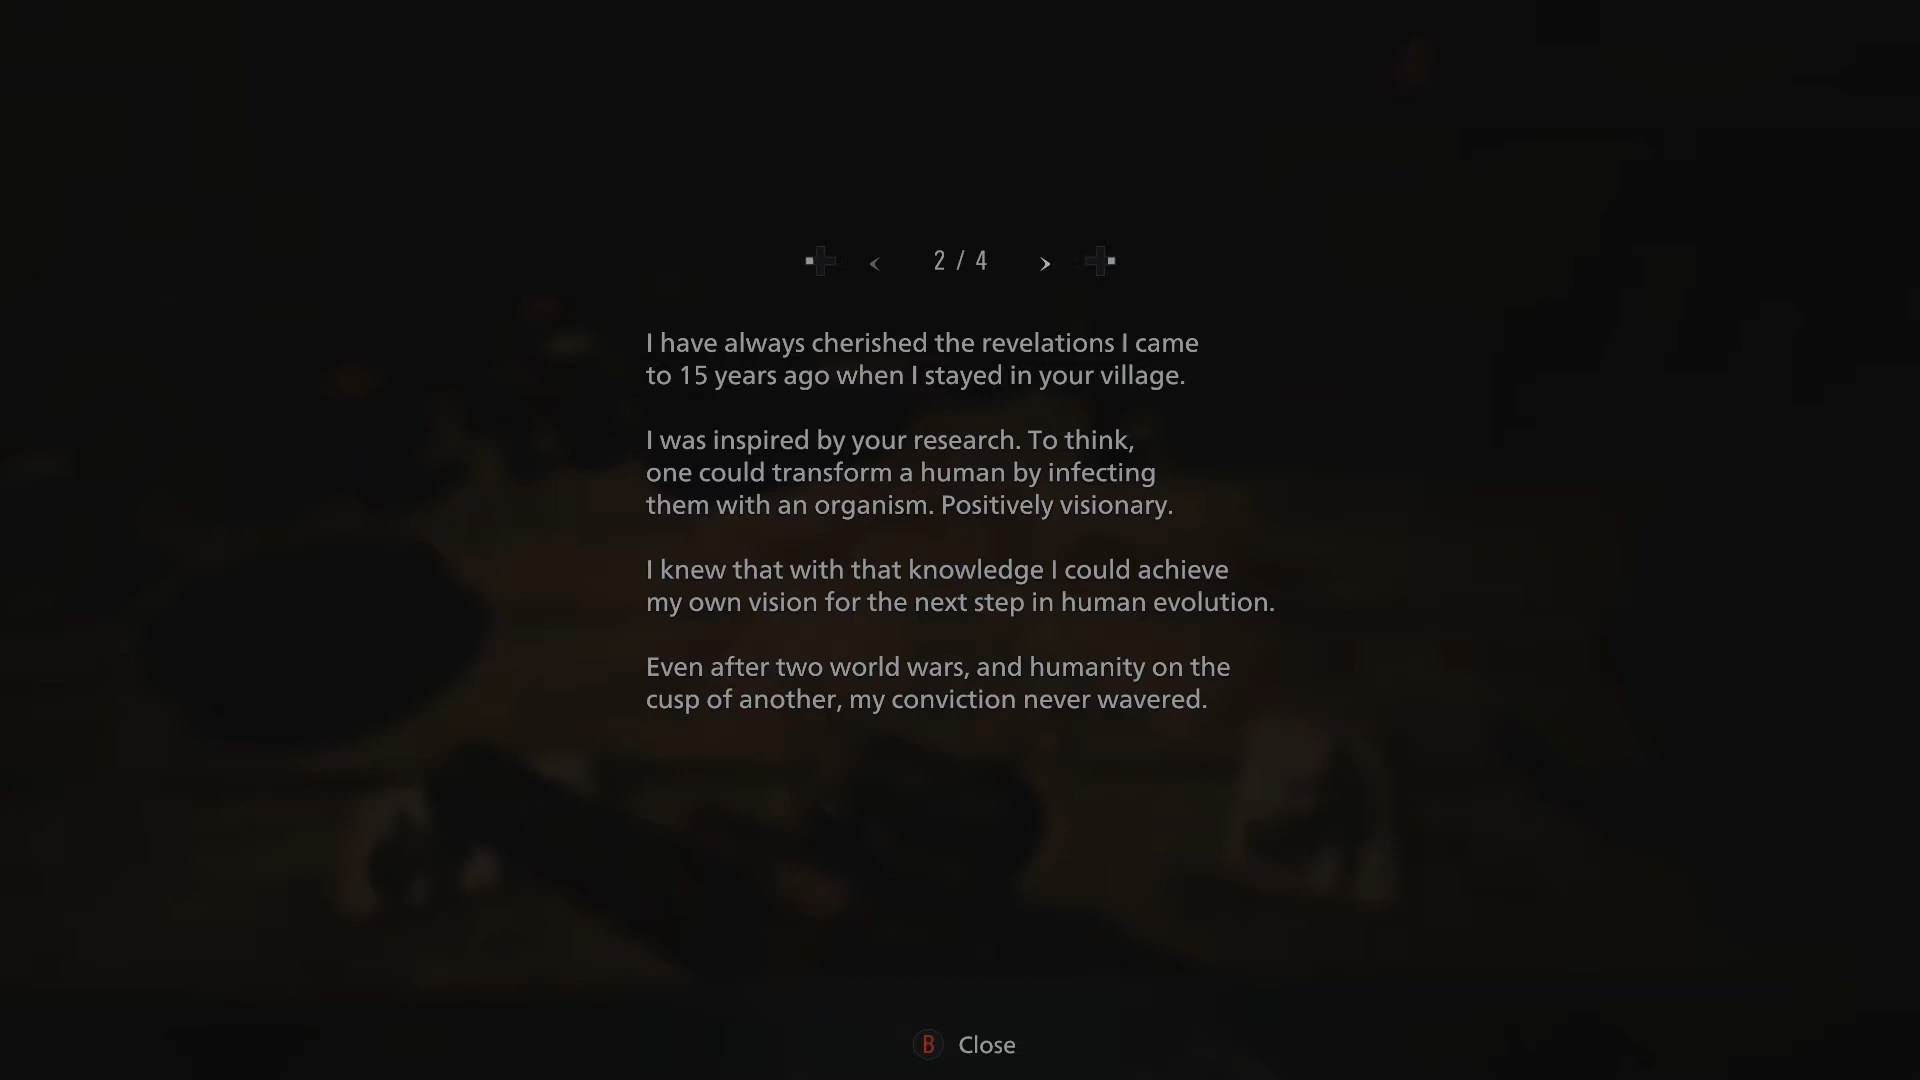 2 / 4
I have always cherished the revelations I came
to 15 years ago when I stayed in your village.
I was inspired by your research. To think,
one could transform a human by infecting
them with an organism. Positively visionary.
I knew that with that knowledge I could achieve
my own vision for the next step in human evolution.
Even after two world wars, and humanity on the
cusp of another, my conviction never wavered.
B Close